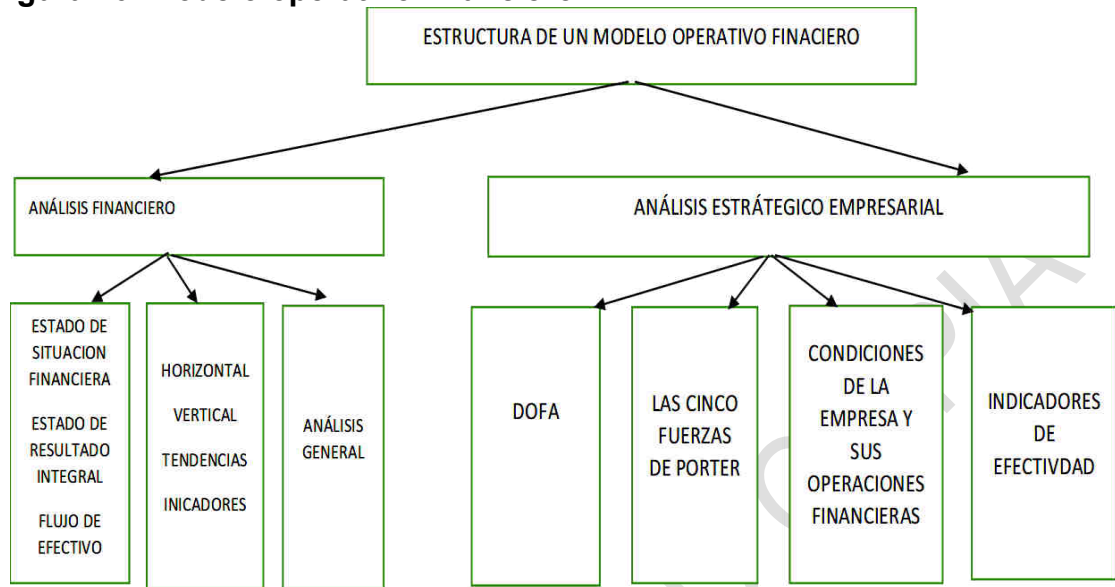 ESTRUCTURA DE UN MODELO OPERATIVO FINACIERO
ANÁLISIS FINANCIERO
ANÁLISIS ESTRÁTEGICO EMPRESARIAL
ESTADO DE
SITUACION
FINANCIERA
ESTADO DE
RESULTADO
INTEGRAL
FLUJO DE
EFECTIVO
HORIZONTAL
VERTICAL
TENDENCIAS
INICADORES
ANÁLISIS
GENERAL
DOFA
LAS CINCO
FUERZAS
DE PORTER
CONDICIONES
DE LA
EMPRESA Y
SUS
OPERACIONES
FINANCIERAS
INDICADORES
DE
EFECTIVDAD